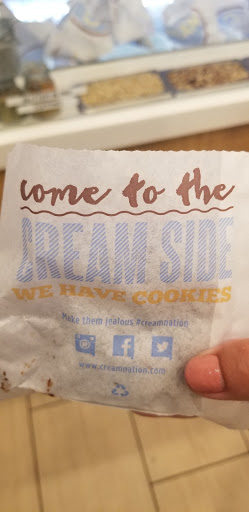 come to the
CREAM SIDE
WE HAVE COOKIES
Make them jealous #creamnation
www.creamnation.com